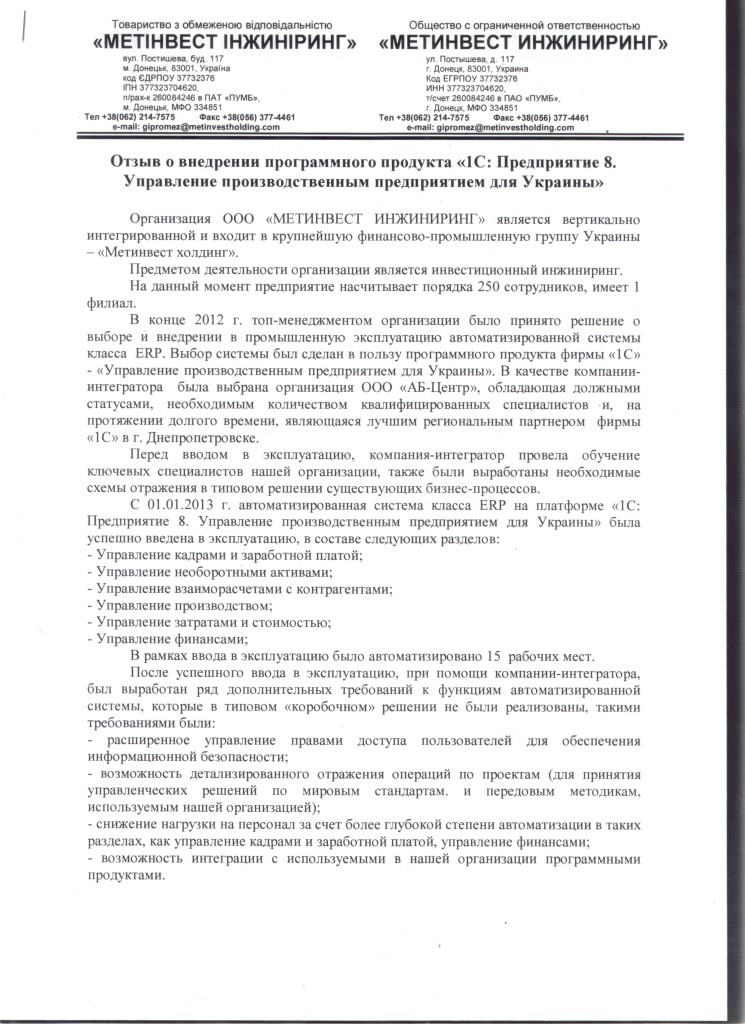 Товариство з обмеженою відповідальністю
«МЕТІНВЕСТ ІНЖИНІРИНГ»
вул. Постишева, буд. 117
м. Донецьк, 83001, Україна
код ЄДРПОУ 37732376
ІПН 377323704620,
п/рах-к 260084246 в ПАТ «ПУМБ»,
м. Донецьк, МФО 334851
Тел +38(062) 214-7575 Факс +38(056) 377-4461
e-mail: gipromez@metinvestholding.com
Общество с ограниченной ответственностью
«МЕТИНВЕСТ ИНЖИНИРИНГ»
ул. Постышева, д. 117
г. Донецк, 83001, Украина
Код ЕГРПОУ 37732376
ИНН 377323704620,
т/счет 260084246 в ПАО «ПУМБ»,
г. Донецк, МФО 334851
Тел +38(062) 214-7575 Факс +38(056) 377-4461
e-mail: gipromez@metinvestholding.com
Отзыв о внедрении программного продукта «1С: Предприятие 8.
Управление производственным предприятием для Украины»
Организация ООО «МЕТИНВЕСТ ИНЖИНИРИНГ» является вертикально
интегрированной и входит в крупнейшую финансово-промышленную группу Украины
– «Метинвест холдинг».
Предметом деятельности организации является инвестиционный инжиниринг.
На данный момент предприятие насчитывает порядка 250 сотрудников, имеет 1
филиал.
В конце 2012 г. топ-менеджментом организации было принято решение о
выборе и внедрении в промышленную эксплуатацию автоматизированной системы
класса ERP. Выбор системы был сделан в пользу программного продукта фирмы «1С»
- «Управление производственным предприятием для Украины». В качестве компании-
интегратора была выбрана организация ООО «АБ-Центр», обладающая должными
статусами, необходимым количеством квалифицированных специалистов и, на
протяжении долгого времени, являющаяся лучшим региональным партнером фирмы
«1С» в г. Днепропетровске.
Перед вводом в эксплуатацию, компания-интегратор провела обучение
ключевых специалистов нашей организации, также были выработаны необходимые
схемы отражения в типовом решении существующих бизнес-процессов.
С 01.01.2013 г. автоматизированная система класса ERP на платформе «1С:
Предприятие 8. Управление производственным предприятием для Украины» была
успешно введена в эксплуатацию, в составе следующих разделов:
- Управление кадрами и заработной платой;
- Управление необоротными активами;
- Управление взаиморасчетами с контрагентами;
- Управление производством;
- Управление затратами и стоимостью;
- Управление финансами;
В рамках ввода в эксплуатацию было автоматизировано 15 рабочих мест.
После успешного ввода в эксплуатацию, при помощи компании-интегратора,
был выработан ряд дополнительных требований к функциям автоматизированной
системы, которые в типовом «коробочном» решении не были реализованы, такими
требованиями были:
- расширенное управление правами доступа пользователей для обеспечения
информационной безопасности;
- возможность детализированного отражения операций по проектам (для принятия
управленческих решений по мировым стандартам. и передовым методикам,
используемым нашей организацией);
- снижение нагрузки на персонал за счет более глубокой степени автоматизации в таких
разделах, как управление кадрами и заработной платой, управление финансами;
- возможность интеграции с используемыми в нашей организации программными
продуктами.